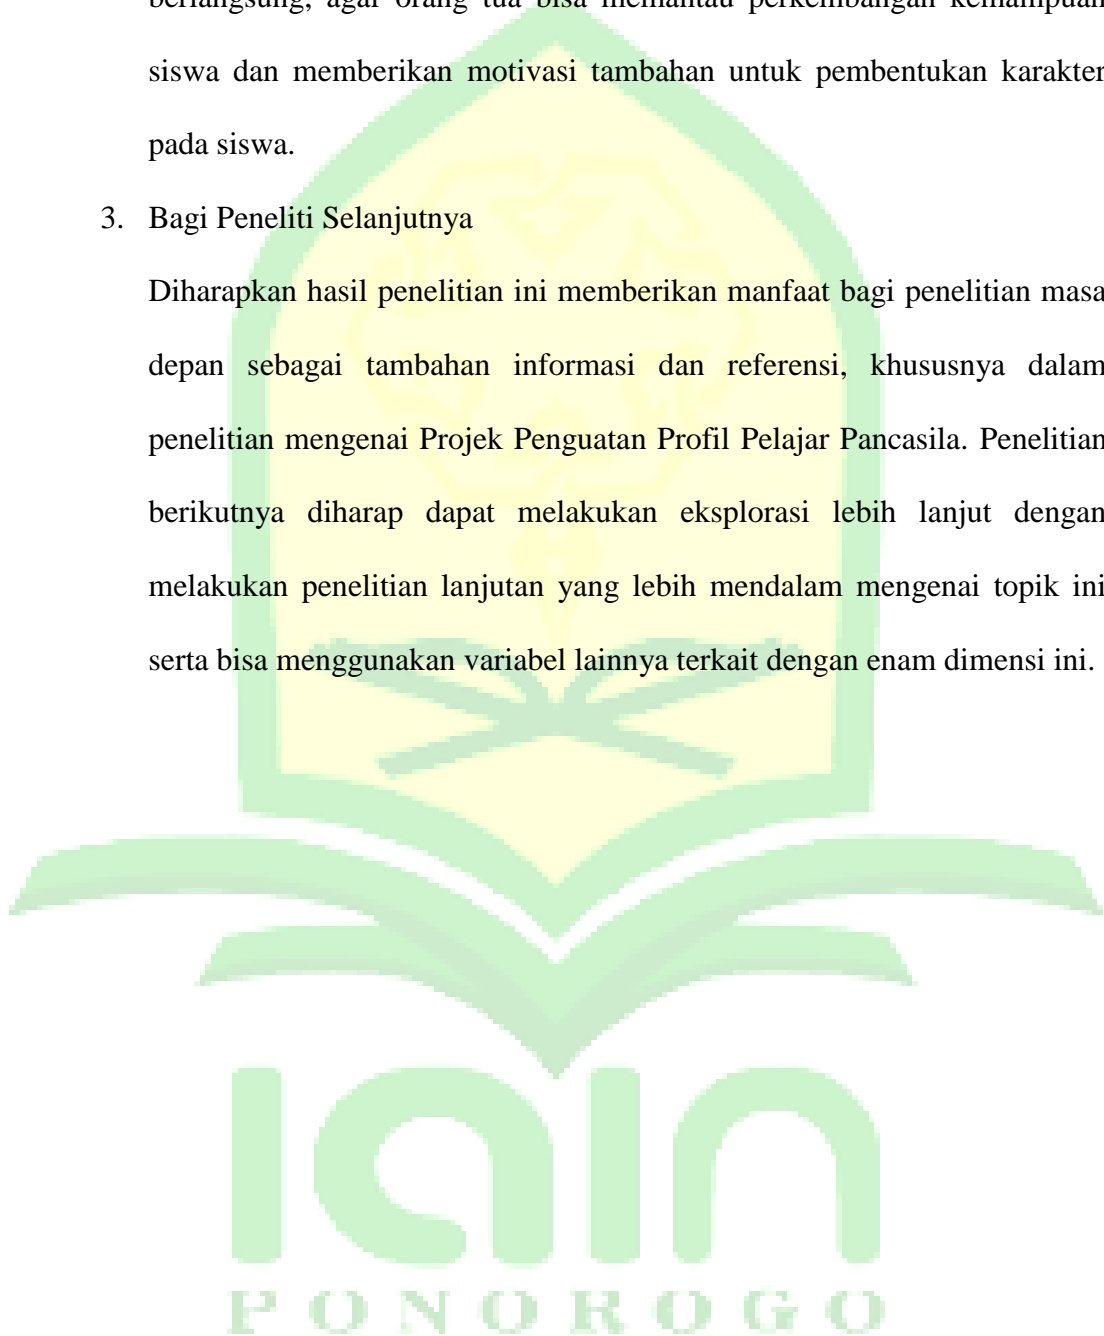 berlangsung, agar orang tua bisa memantau perkembangan kemampuan
siswa dan memberikan motivasi tambahan untuk pembentukan karakter
pada siswa.
3. Bagi Peneliti Selanjutnya
Diharapkan hasil penelitian ini memberikan manfaat bagi penelitian masa
depan sebagai tambahan informasi dan referensi, khususnya dalam
penelitian mengenai Projek Penguatan Profil Pelajar Pancasila. Penelitian
berikutnya diharap dapat melakukan eksplorasi lebih lanjut dengan
melakukan penelitian lanjutan yang lebih mendalam mengenai topik ini
serta bisa menggunakan variabel lainnya terkait dengan enam dimensi ini.
iain
PONOROGO